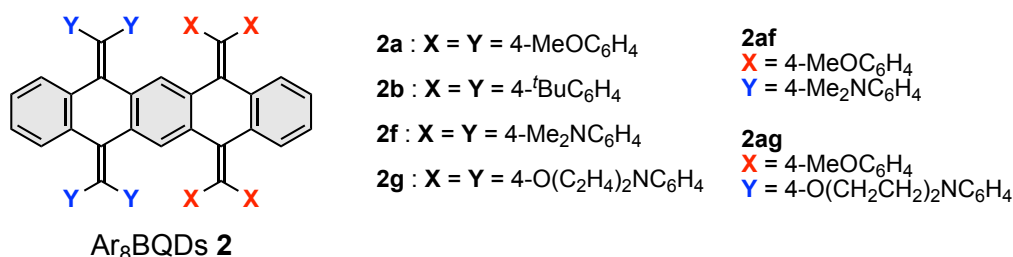 Y Y X X
Y Y X X
Ar₈BQDs 2
2a : X = Y = 4-MeOC₆H₄
2b : X = Y = 4-ᵗBuC₆H₄
2f : X = Y = 4-Me₂NC₆H₄
2g : X = Y = 4-O(C₂H₄)₂NC₆H₄
2af
X = 4-MeOC₆H₄
Y = 4-Me₂NC₆H₄
2ag
X = 4-MeOC₆H₄
Y = 4-O(CH₂CH₂)₂NC₆H₄